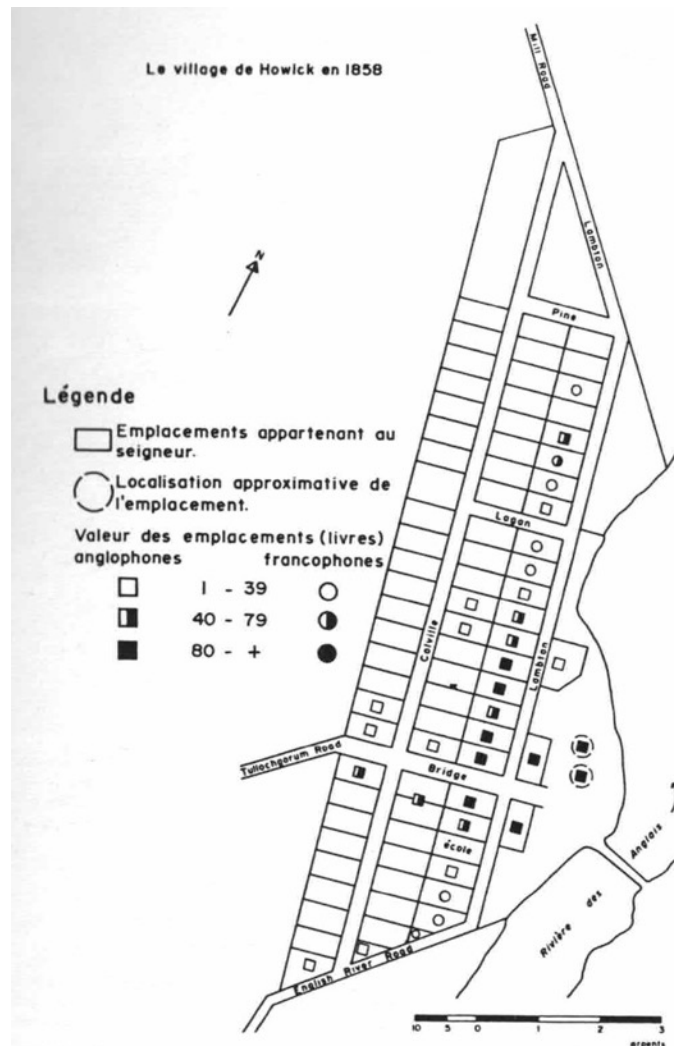 Le village de Howick en 1858
Mill Road
Lambton
N
Pine
Légende
Emplacements appartenant au
seigneur.
Localisation approximative de
l'emplacement.
Logan
Valeur des emplacements (livres)
anglophones francophones
1 - 39
40 - 79
80 - +
Colville
Lambton
Tullochgorum Road
Bridge
école
Anglais
Rivière des
English River Road
10 5 0 1 2 3
arpents